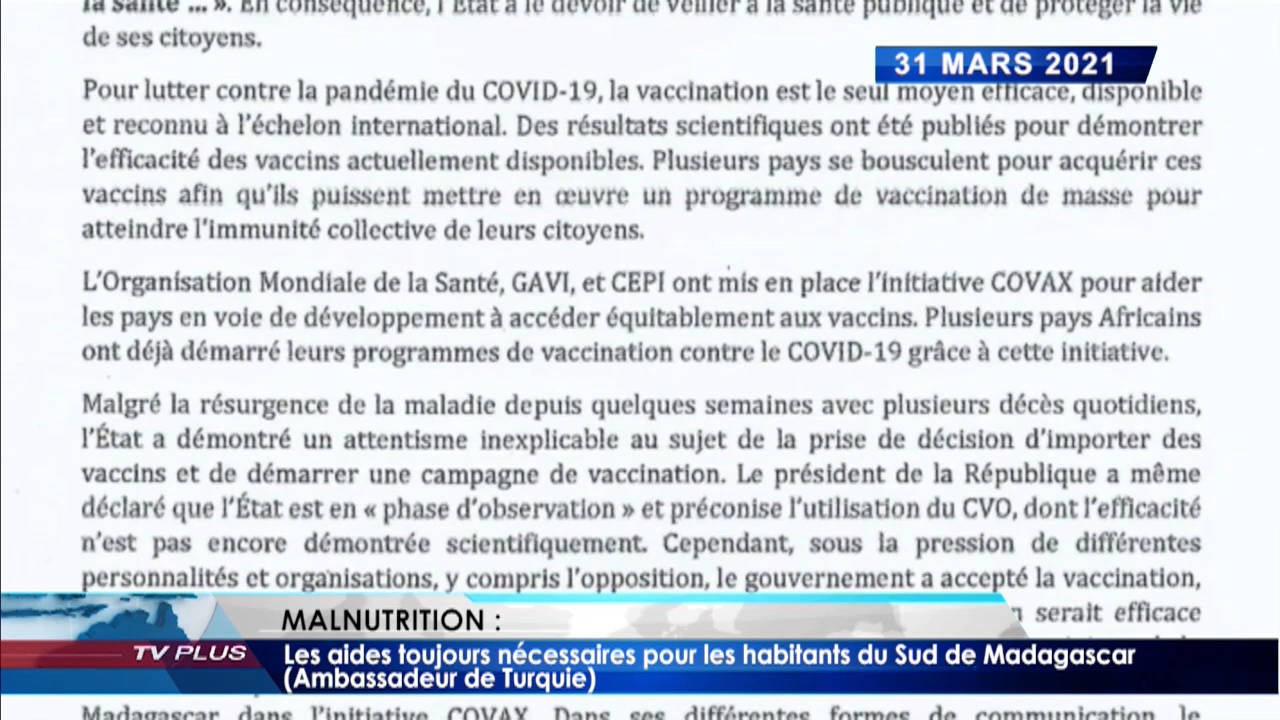 la santé ... ». En conséquence, l'État a le devoir de veiller à la santé publique et de protéger la vie
de ses citoyens.
31 MARS 2021
Pour lutter contre la pandémie du COVID-19, la vaccination est le seul moyen efficace, disponible
et reconnu à l'échelon international. Des résultats scientifiques ont été publiés pour démontrer
l'efficacité des vaccins actuellement disponibles. Plusieurs pays se bousculent pour acquérir ces
vaccins afin qu'ils puissent mettre en œuvre un programme de vaccination de masse pour
atteindre l'immunité collective de leurs citoyens.
L'Organisation Mondiale de la Santé, GAVI, et CEPI ont mis en place l'initiative COVAX pour aider
les pays en voie de développement à accéder équitablement aux vaccins. Plusieurs pays Africains
ont déjà démarré leurs programmes de vaccination contre le COVID-19 grâce à cette initiative.
Malgré la résurgence de la maladie depuis quelques semaines avec plusieurs décès quotidiens,
l'État a démontré un attentisme inexplicable au sujet de la prise de décision d'importer des
vaccins et de démarrer une campagne de vaccination. Le président de la République a même
déclaré que l'État est en « phase d'observation » et préconise l'utilisation du CVO, dont l'efficacité
n'est pas encore démontrée scientifiquement. Cependant, sous la pression de différentes
personnalités et organisations, y compris l'opposition, le gouvernement a accepté la vaccination,
serait efficace
MALNUTRITION :
TV PLUS
Les aides toujours nécessaires pour les habitants du Sud de Madagascar
(Ambassadeur de Turquie)
Madagascar dans l'initiative COVAX. Dans ses différentes formes de communication, le